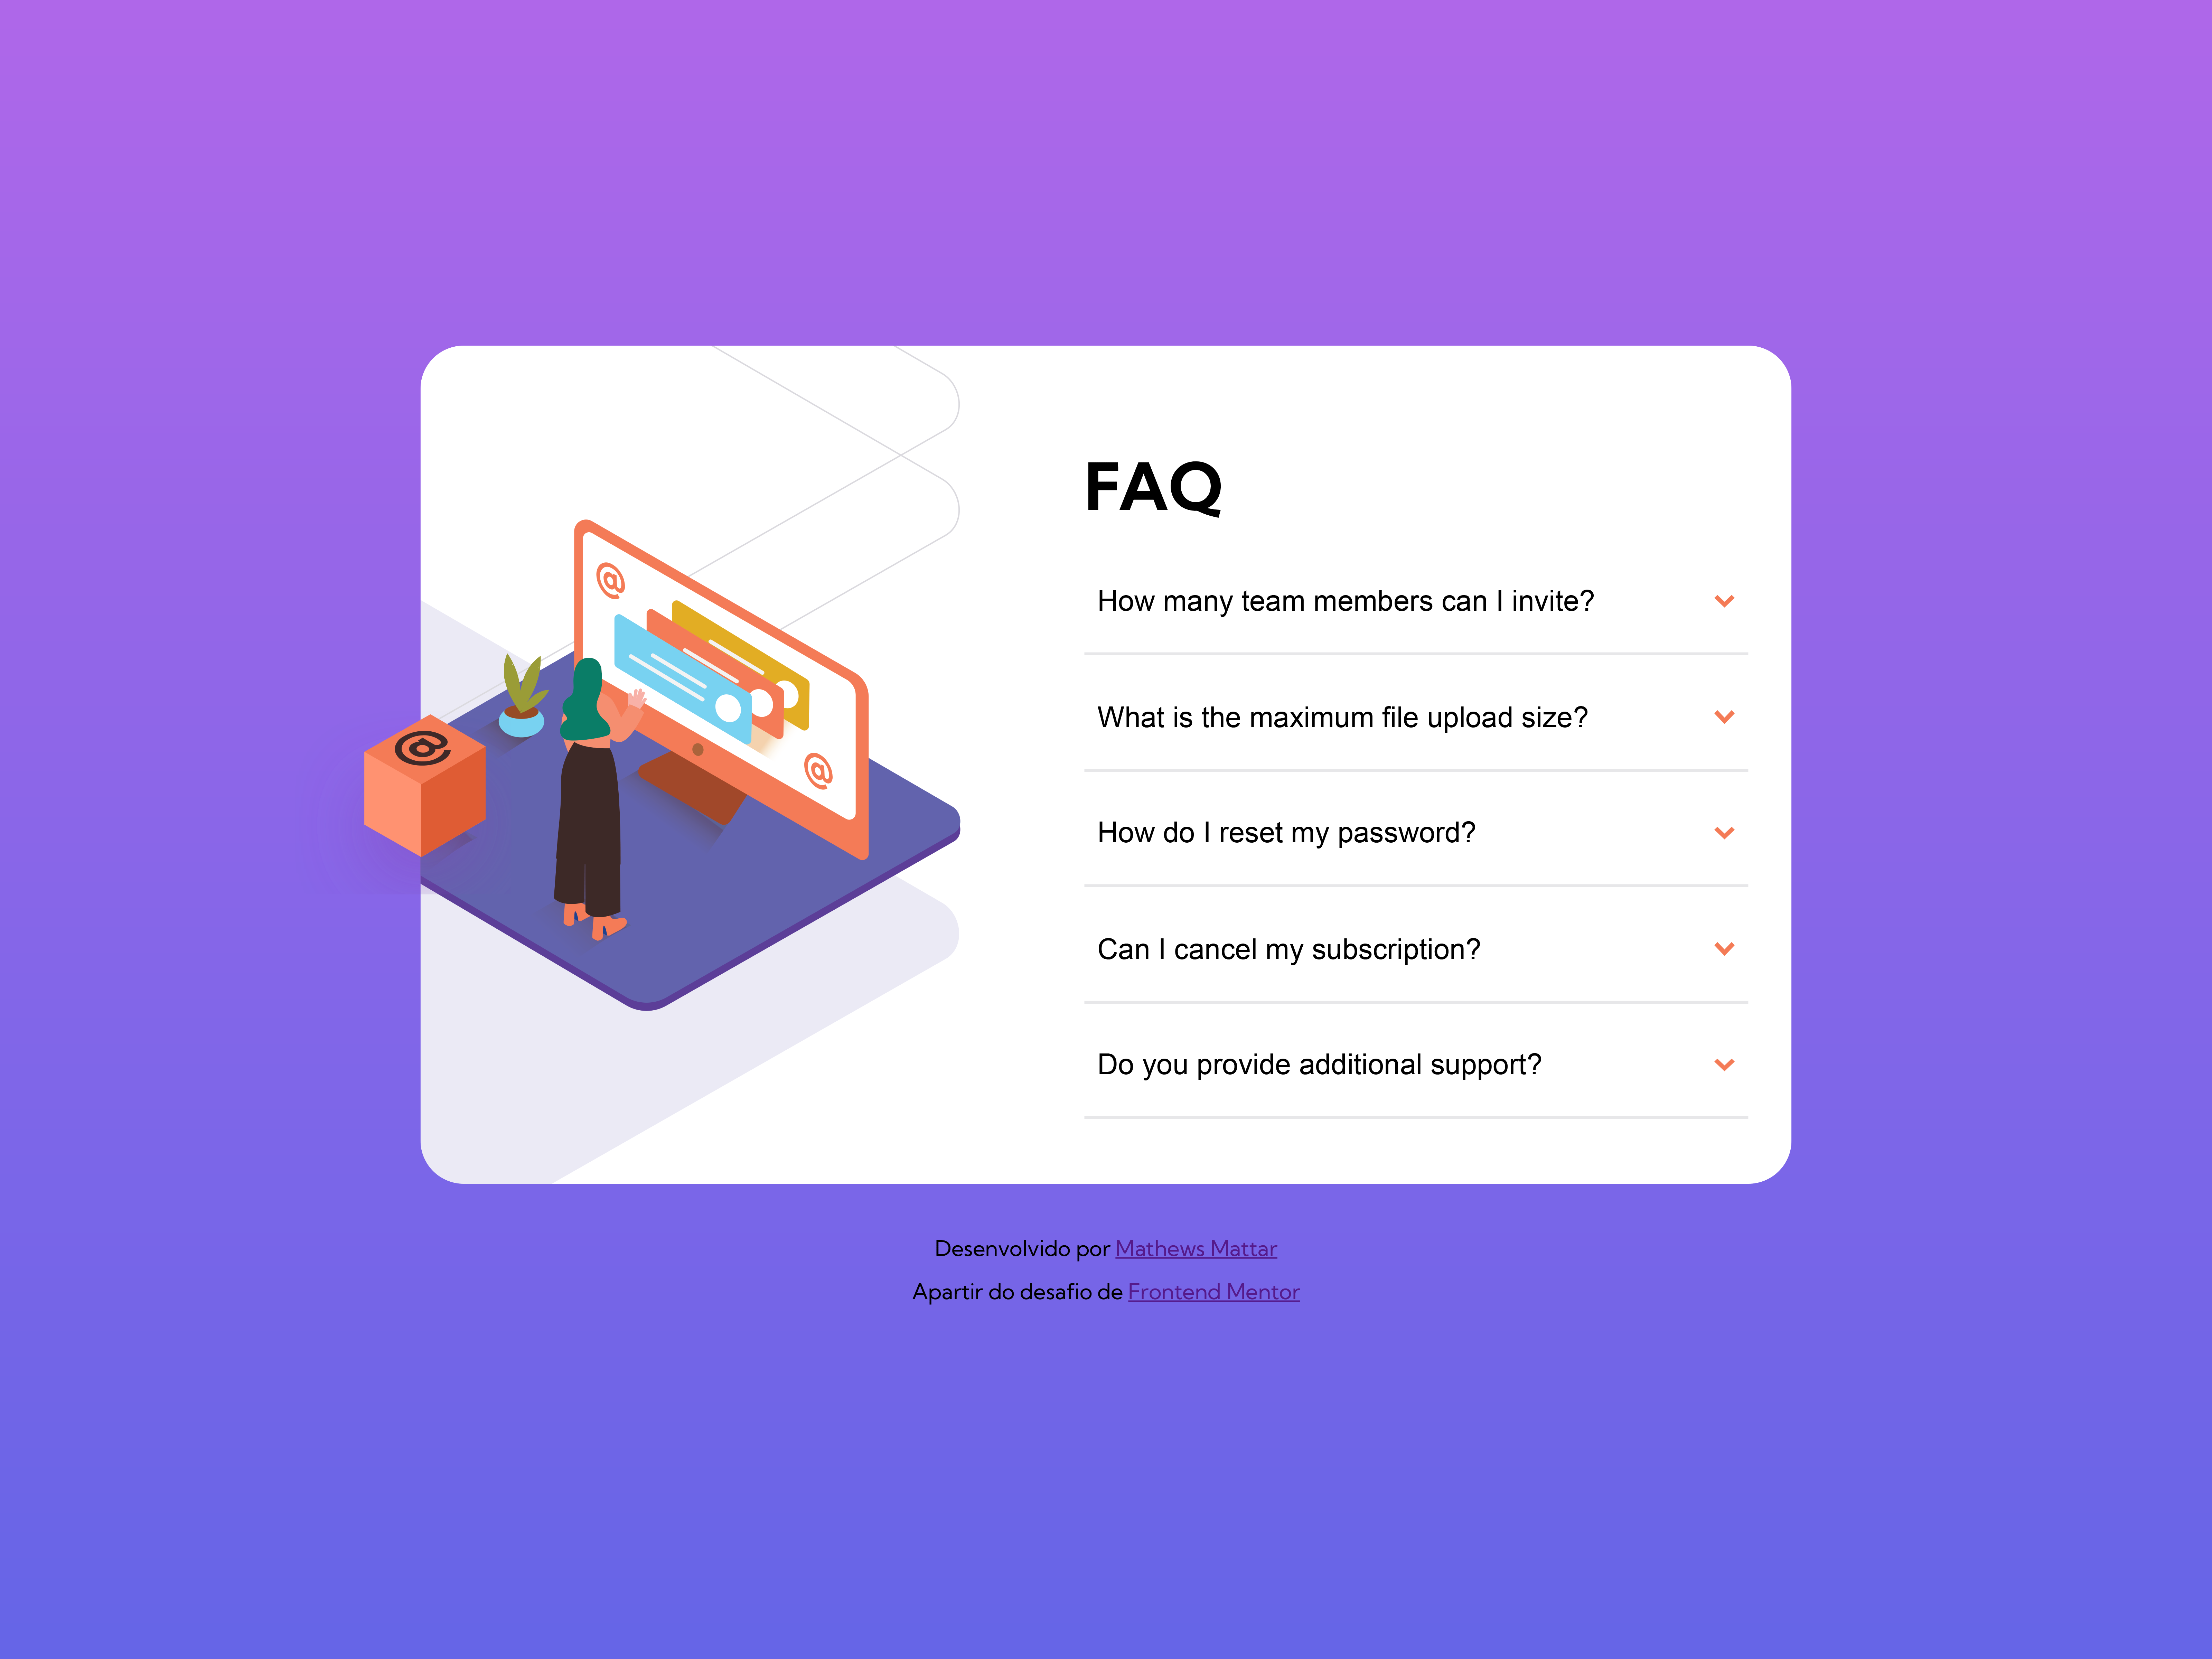 FAQ
How many team members can I invite?
What is the maximum file upload size?
How do I reset my password?
Can I cancel my subscription?
Do you provide additional support?
@
@
@
Desenvolvido por Mathews Mattar
Apartir do desafio de Frontend Mentor